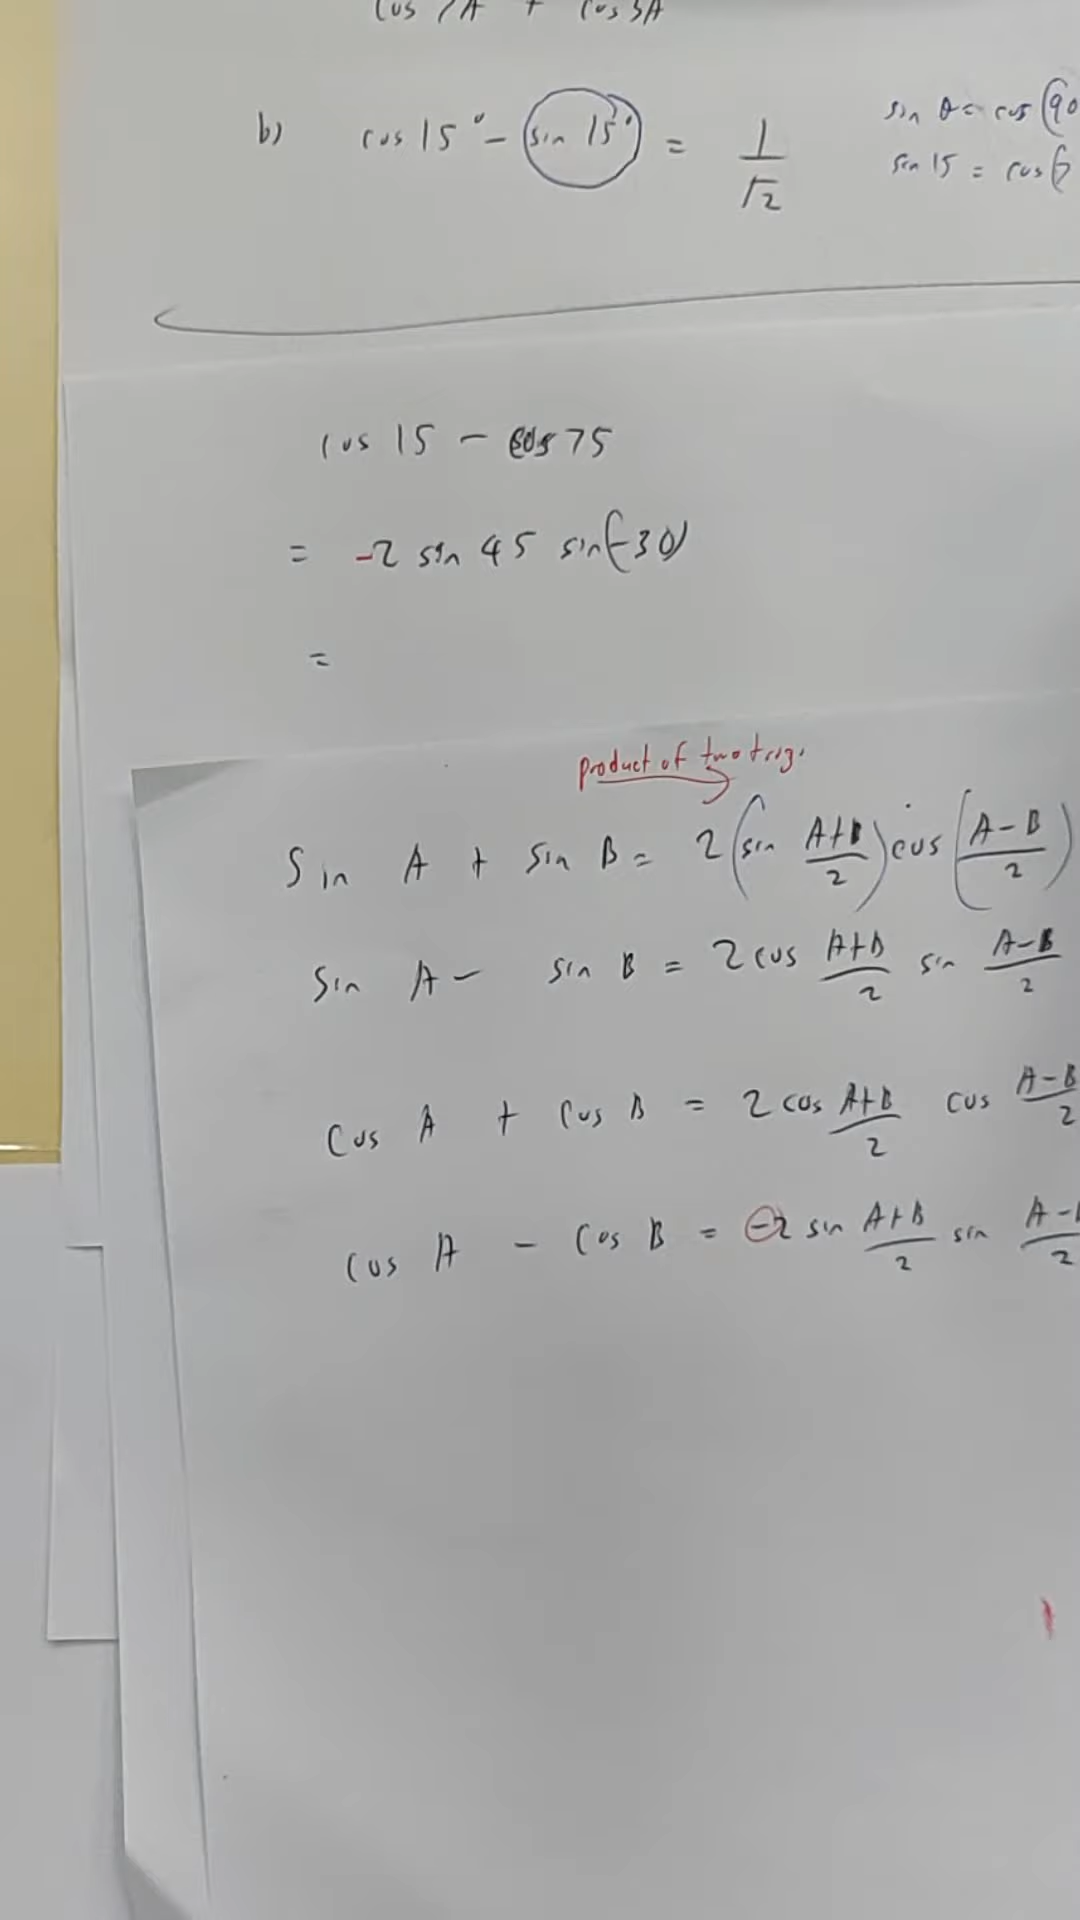 cos 7A + cos 3A
b) cos 15° - sin 15° = 1/√2
sin θ = cos (90
sin 15 = cos
cos 15 - cos 75
= -2 sin 45 sin(-30)
=
product of two trig.
Sin A + sin B = 2 (sin A+B/2) cos (A-B/2)
Sin A - sin B = 2 cos A+B/2 sin A-B/2
Cos A + Cos B = 2 cos A+B/2 cos A-B/2
Cos A - Cos B = -2 sin A+B/2 sin A-B/2